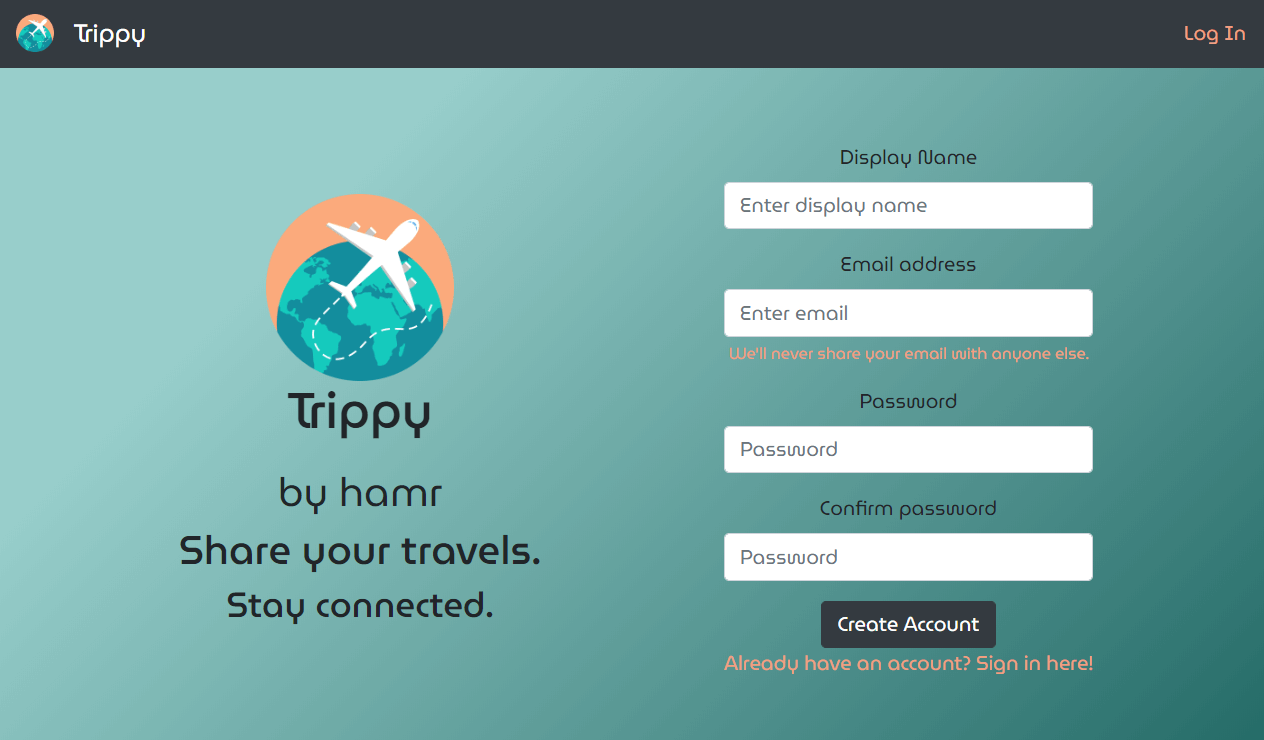 Trippy
Log In
Trippy
by hamr
Share your travels.
Stay connected.
Display Name
Enter display name
Email address
Enter email
We'll never share your email with anyone else.
Password
Password
Confirm password
Password
Create Account
Already have an account? Sign in here!